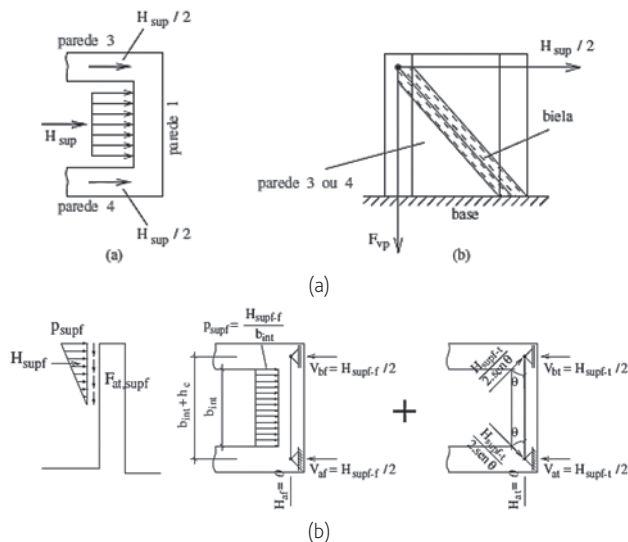 H sup / 2
parede 3
parede 1
H sup
parede 4
H sup / 2
(a)
H sup / 2
biela
parede 3 ou 4
base
F vp
(b)
(a)
p supf
H supf
F at,supf
p supf = H supf-f / b int
b int + h c
b int
V bf = H supf-f /2
V af = H supf-f /2
H af = 0
+
H supf-t / 2.sen θ
θ
θ
H supf-t / 2.sen θ
V bt = H supf-t /2
V at = H supf-t /2
H at = 0
(b)